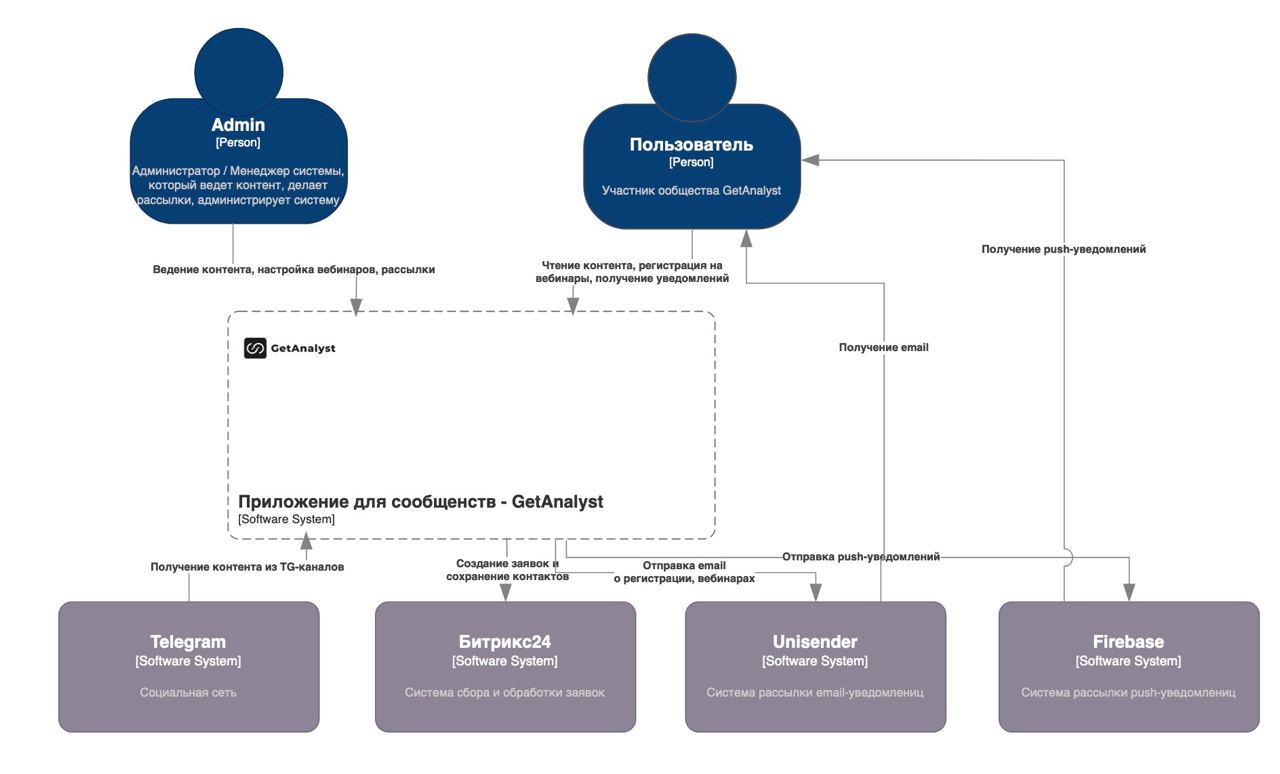 Admin
[Person]
Администратор / Менеджер системы,
который ведет контент, делает
рассылки, администрирует систему
Пользователь
[Person]
Участник ообщества GetAnalyst
Ведение контента, настройка вебинаров, рассылки
Чтение контента, регистрация на
вебинары, получение уведомлений
Получение push-уведомлений
Получение email
GetAnalyst
Приложение для сообщенств - GetAnalyst
[Software System]
Получение контента из TG-каналов
Создание заявок и
сохранение контактов
Отправка email
о регистрации, вебинарах
Отправка push-уведомлений
Telegram
[Software System]
Социальная сеть
Битрикс24
[Software System]
Система сбора и обработки заявок
Unisender
[Software System]
Система рассылки email-уведомлениц
Firebase
[Software System]
Система рассылки push-уведомлениц